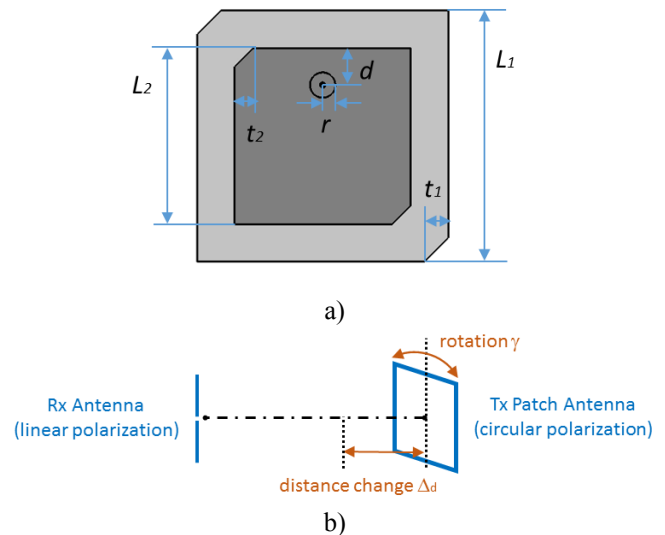 L1
L2
d
r
t2
t1
a)
rotation γ
Rx Antenna
(linear polarization)
Tx Patch Antenna
(circular polarization)
distance change Δd
b)